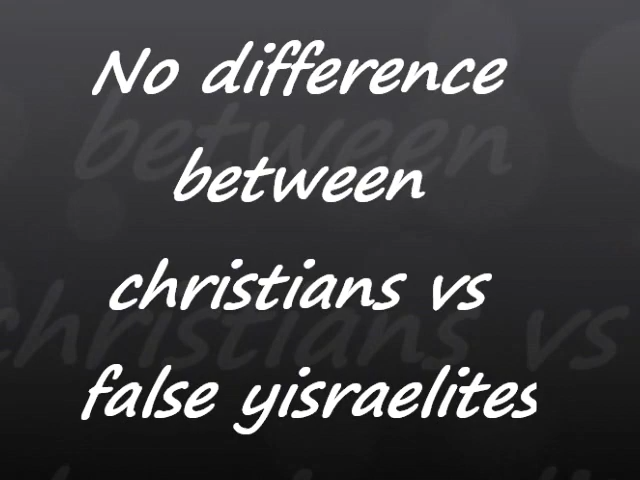 No difference
between
christians vs
false yisraelites